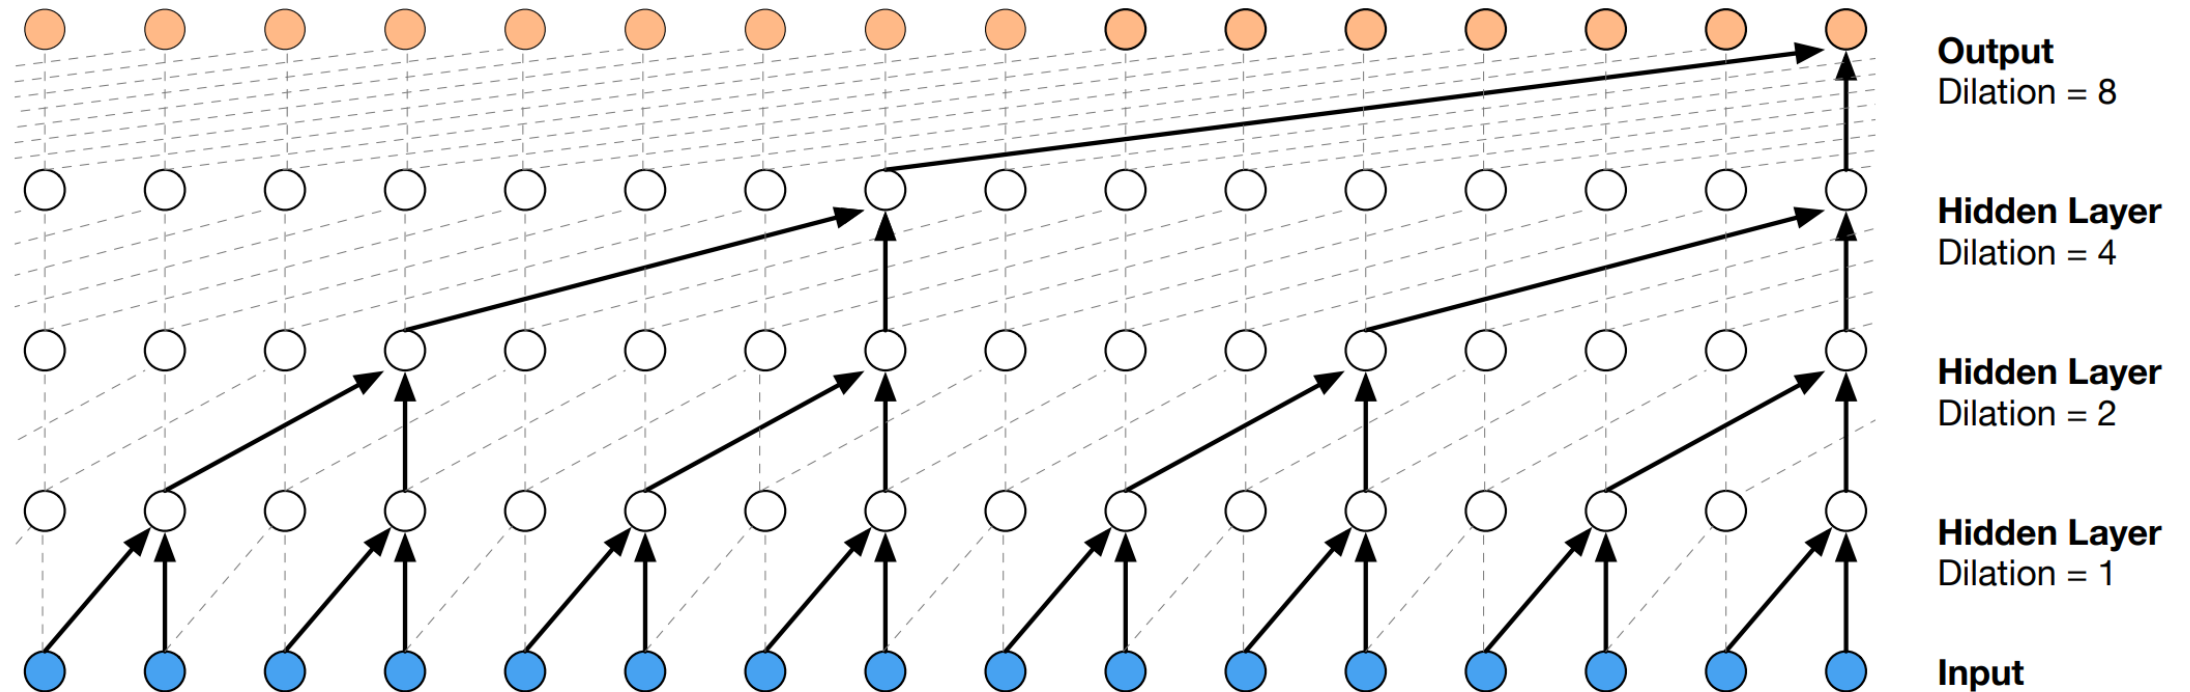 Output
Dilation = 8
Hidden Layer
Dilation = 4
Hidden Layer
Dilation = 2
Hidden Layer
Dilation = 1
Input